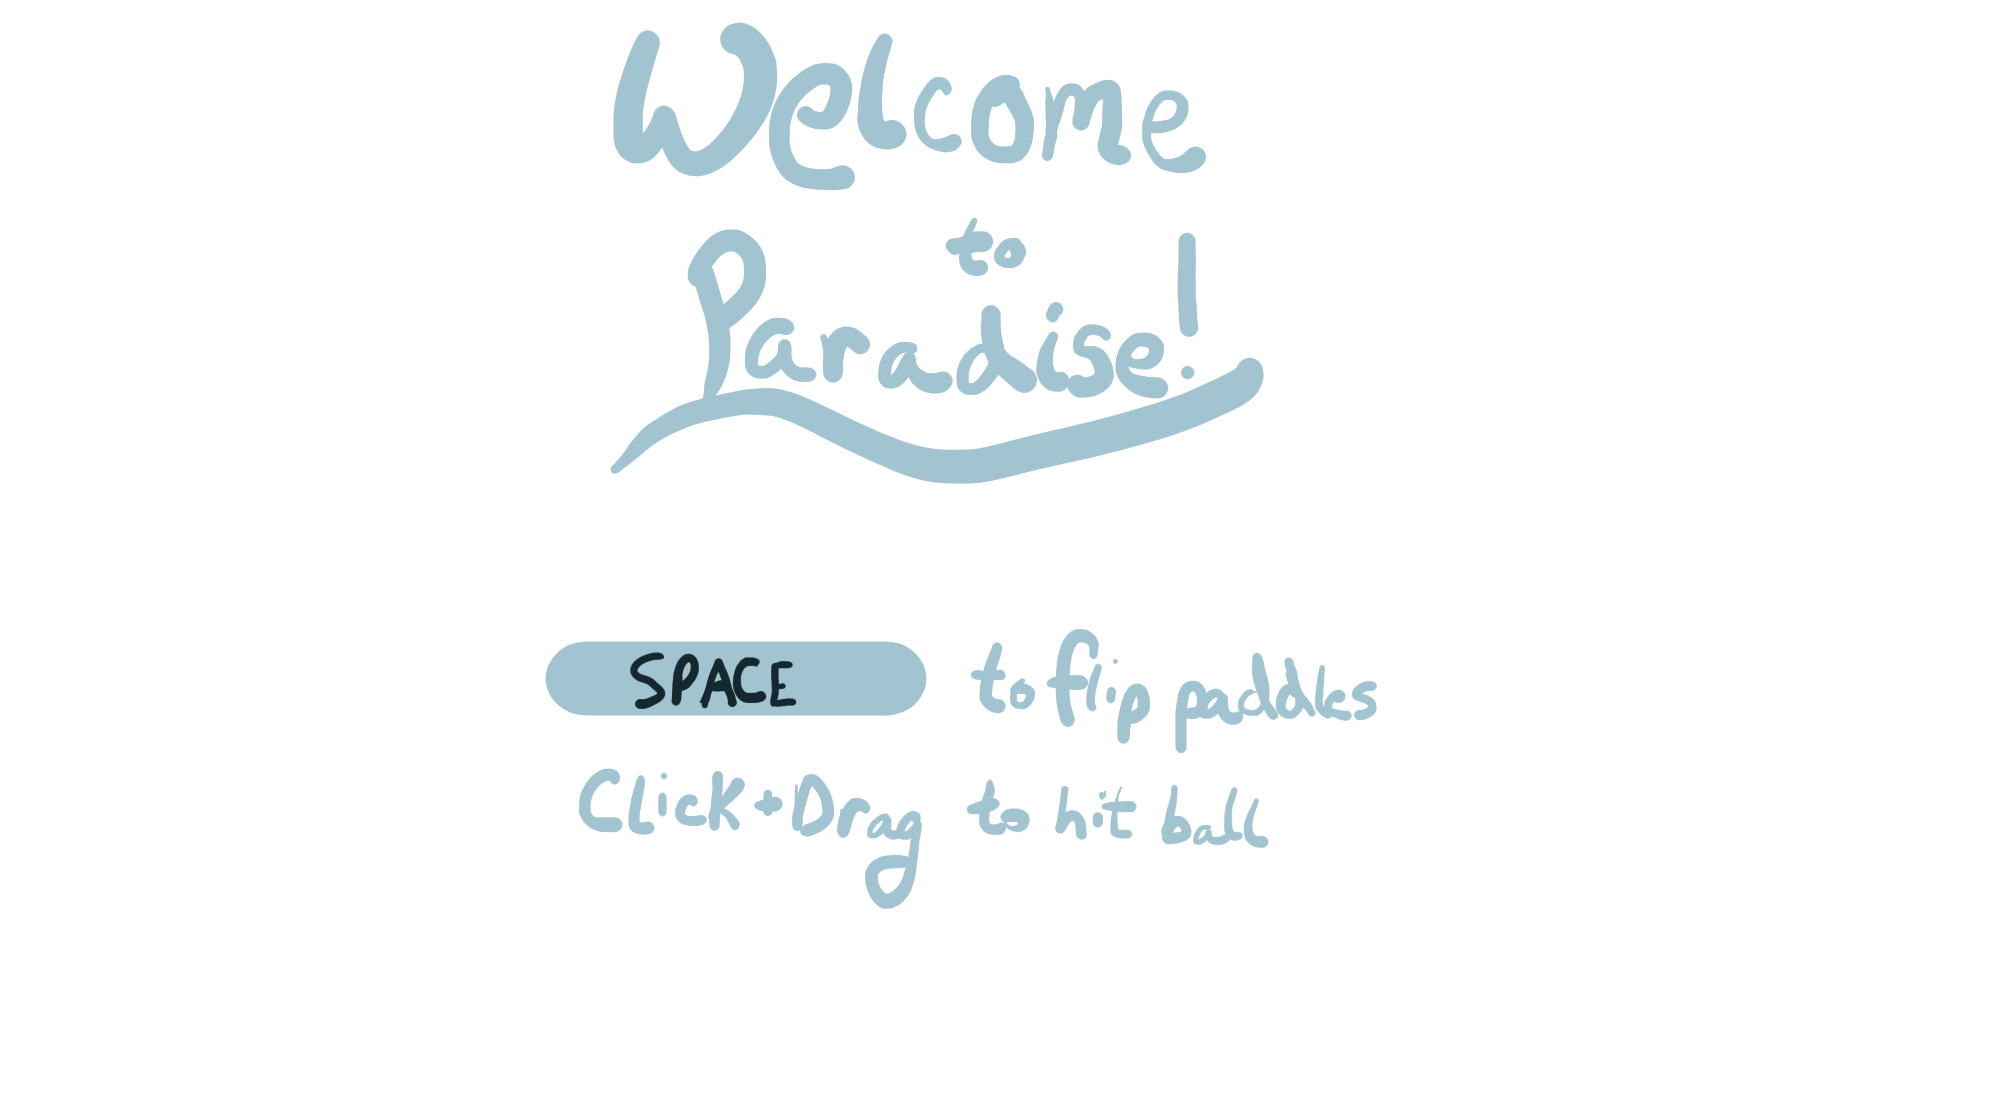 Welcome
to
Paradise!
SPACE to flip paddles
Click+Drag to hit ball